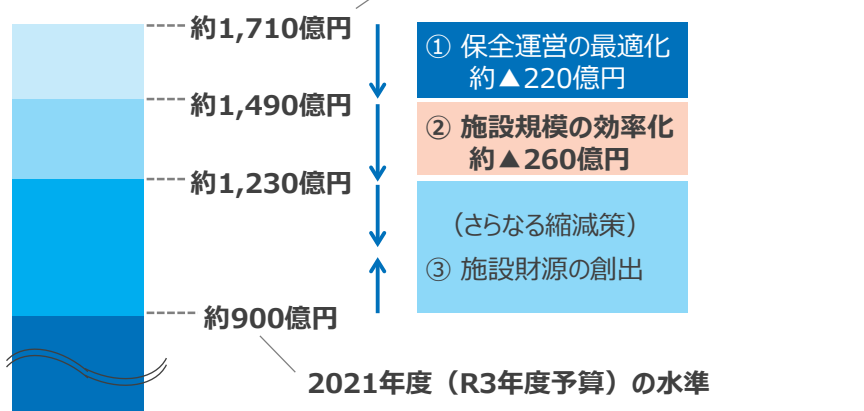 約1,710億円
① 保全運営の最適化
約▲220億円
約1,490億円
② 施設規模の効率化
約▲260億円
約1,230億円
（さらなる縮減策）
③ 施設財源の創出
約900億円
2021年度（R3年度予算）の水準